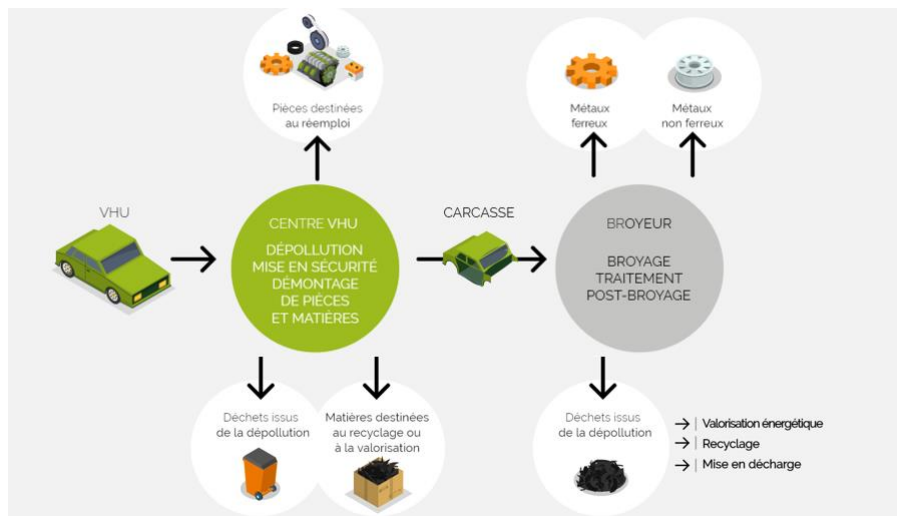 Pièces destinées
au réemploi
Métaux
ferreux
Métaux
non ferreux
VHU
CENTRE VHU
DÉPOLLUTION
MISE EN SÉCURITÉ
DÉMONTAGE
DE PIÈCES
ET MATIÈRES
CARCASSE
BROYEUR
BROYAGE
TRAITEMENT
POST-BROYAGE
Déchets issus
de la dépollution
Matières destinées
au recyclage ou
à la valorisation
Déchets issus
de la dépollution
Valorisation énergétique
Recyclage
Mise en décharge